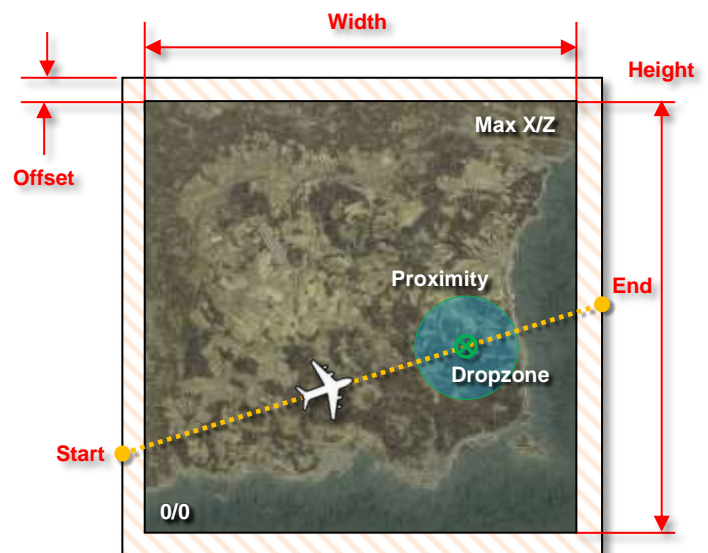 Width
Height
Max X/Z
Offset
Proximity
End
Dropzone
Start
0/0